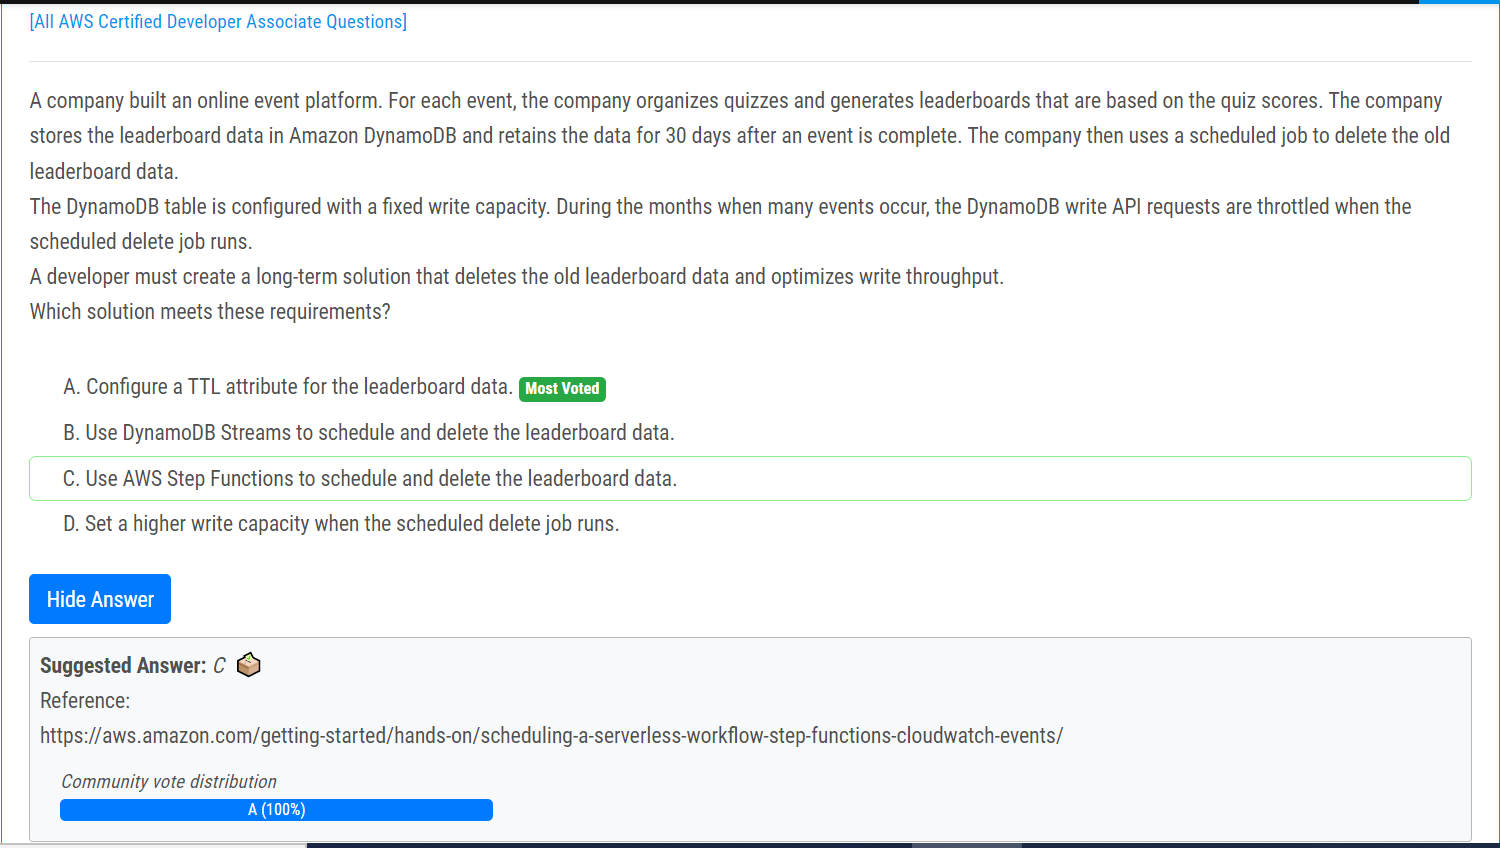 [All AWS Certified Developer Associate Questions]
A company built an online event platform. For each event, the company organizes quizzes and generates leaderboards that are based on the quiz scores. The company
stores the leaderboard data in Amazon DynamoDB and retains the data for 30 days after an event is complete. The company then uses a scheduled job to delete the old
leaderboard data.
The DynamoDB table is configured with a fixed write capacity. During the months when many events occur, the DynamoDB write API requests are throttled when the
scheduled delete job runs.
A developer must create a long-term solution that deletes the old leaderboard data and optimizes write throughput.
Which solution meets these requirements?
A. Configure a TTL attribute for the leaderboard data. Most Voted
B. Use DynamoDB Streams to schedule and delete the leaderboard data.
C. Use AWS Step Functions to schedule and delete the leaderboard data.
D. Set a higher write capacity when the scheduled delete job runs.
Hide Answer
Suggested Answer: C
Reference:
https://aws.amazon.com/getting-started/hands-on/scheduling-a-serverless-workflow-step-functions-cloudwatch-events/
Community vote distribution
A (100%)